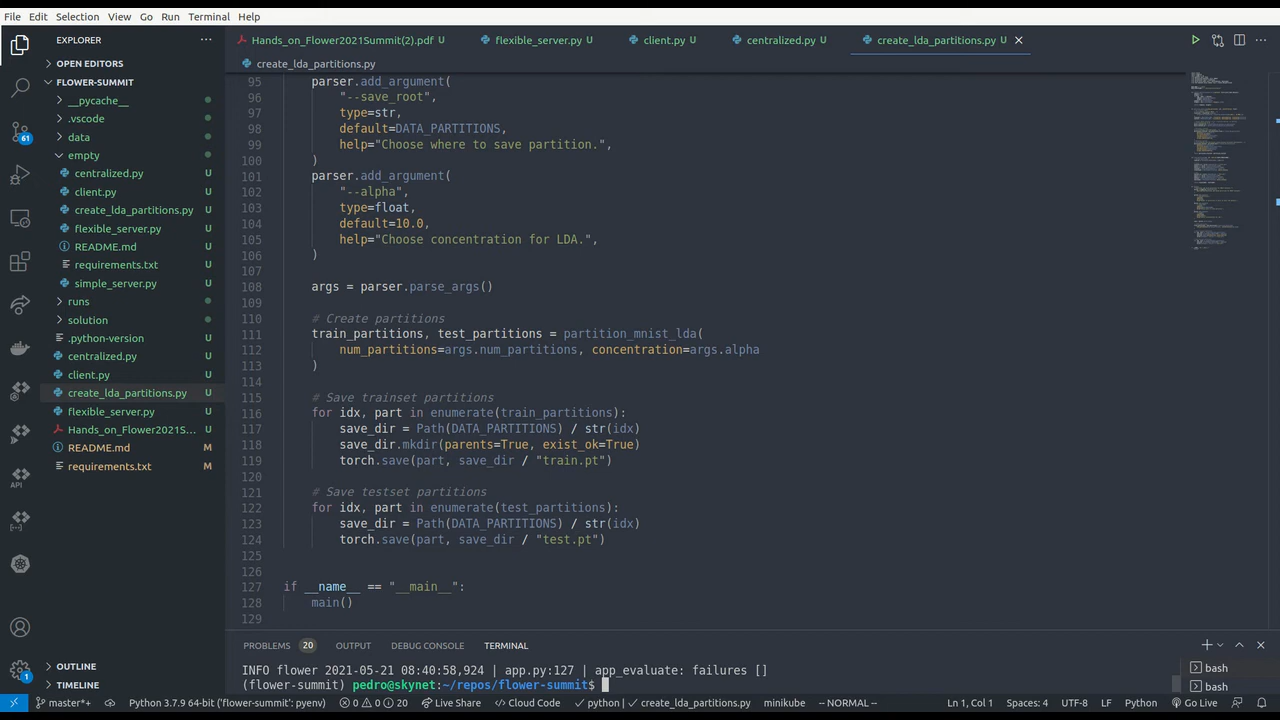 File Edit Selection View Go Run Terminal Help
EXPLORER
OPEN EDITORS
FLOWER-SUMMIT
__pycache__
.vscode
data
empty
centralized.py U
client.py U
create_lda_partitions.py U
flexible_server.py U
README.md U
requirements.txt U
simple_server.py U
runs
solution
.python-version U
centralized.py U
client.py U
create_lda_partitions.py U
flexible_server.py U
Hands_on_Flower2021S... U
README.md M
requirements.txt M
OUTLINE
TIMELINE
61
API
1
Hands_on_Flower2021Summit(2).pdf U flexible_server.py U client.py U centralized.py U create_lda_partitions.py U
create_lda_partitions.py
95 parser.add_argument(
96 "--save_root",
97 type=str,
98 default=DATA_PARTITIONS,
99 help="Choose where to save partition.",
100 )
101 parser.add_argument(
102 "--alpha",
103 type=float,
104 default=10.0,
105 help="Choose concentration for LDA.",
106 )
107
108 args = parser.parse_args()
109
110 # Create partitions
111 train_partitions, test_partitions = partition_mnist_lda(
112 num_partitions=args.num_partitions, concentration=args.alpha
113 )
114
115 # Save trainset partitions
116 for idx, part in enumerate(train_partitions):
117 save_dir = Path(DATA_PARTITIONS) / str(idx)
118 save_dir.mkdir(parents=True, exist_ok=True)
119 torch.save(part, save_dir / "train.pt")
120
121 # Save testset partitions
122 for idx, part in enumerate(test_partitions):
123 save_dir = Path(DATA_PARTITIONS) / str(idx)
124 torch.save(part, save_dir / "test.pt")
125
126
127 if __name__ == "__main__":
128 main()
129
PROBLEMS 20 OUTPUT DEBUG CONSOLE TERMINAL
INFO flower 2021-05-21 08:40:58,924 | app.py:127 | app_evaluate: failures []
(flower-summit) pedro@skynet:~/repos/flower-summit$
bash
bash
master*+ Python 3.7.9 64-bit ('flower-summit': pyenv) 0 0 20 Live Share Cloud Code python | create_lda_partitions.py minikube -- NORMAL -- Ln 1, Col 1 Spaces: 4 UTF-8 LF Python Go Live